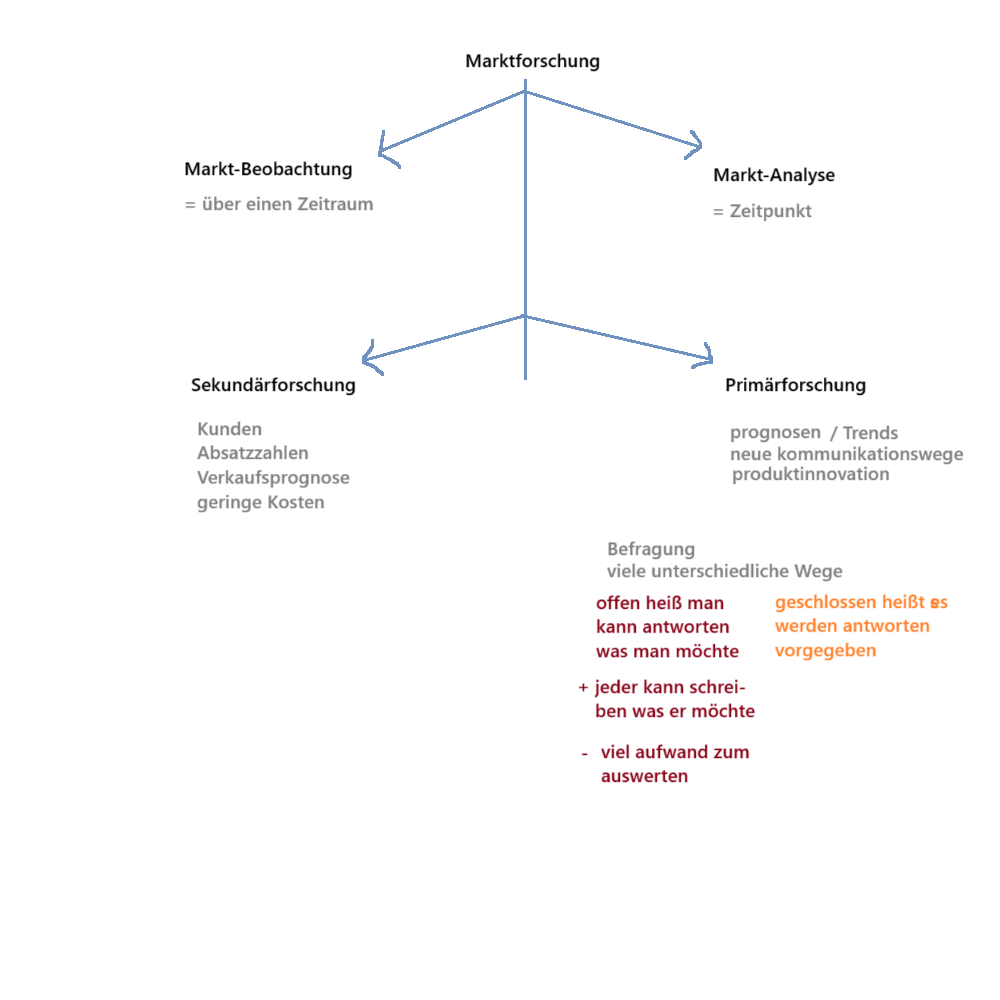 Marktforschung
Markt-Beobachtung
= über einen Zeitraum
Markt-Analyse
= Zeitpunkt
Sekundärforschung
Kunden
Absatzzahlen
Verkaufsprognose
geringe Kosten
Primärforschung
prognosen / Trends
neue kommunikationswege
produktinnovation
Befragung
viele unterschiedliche Wege
offen heiß man
kann antworten
was man möchte
+ jeder kann schrei-
ben was er möchte
- viel aufwand zum
auswerten
geschlossen heißt es
werden antworten
vorgegeben